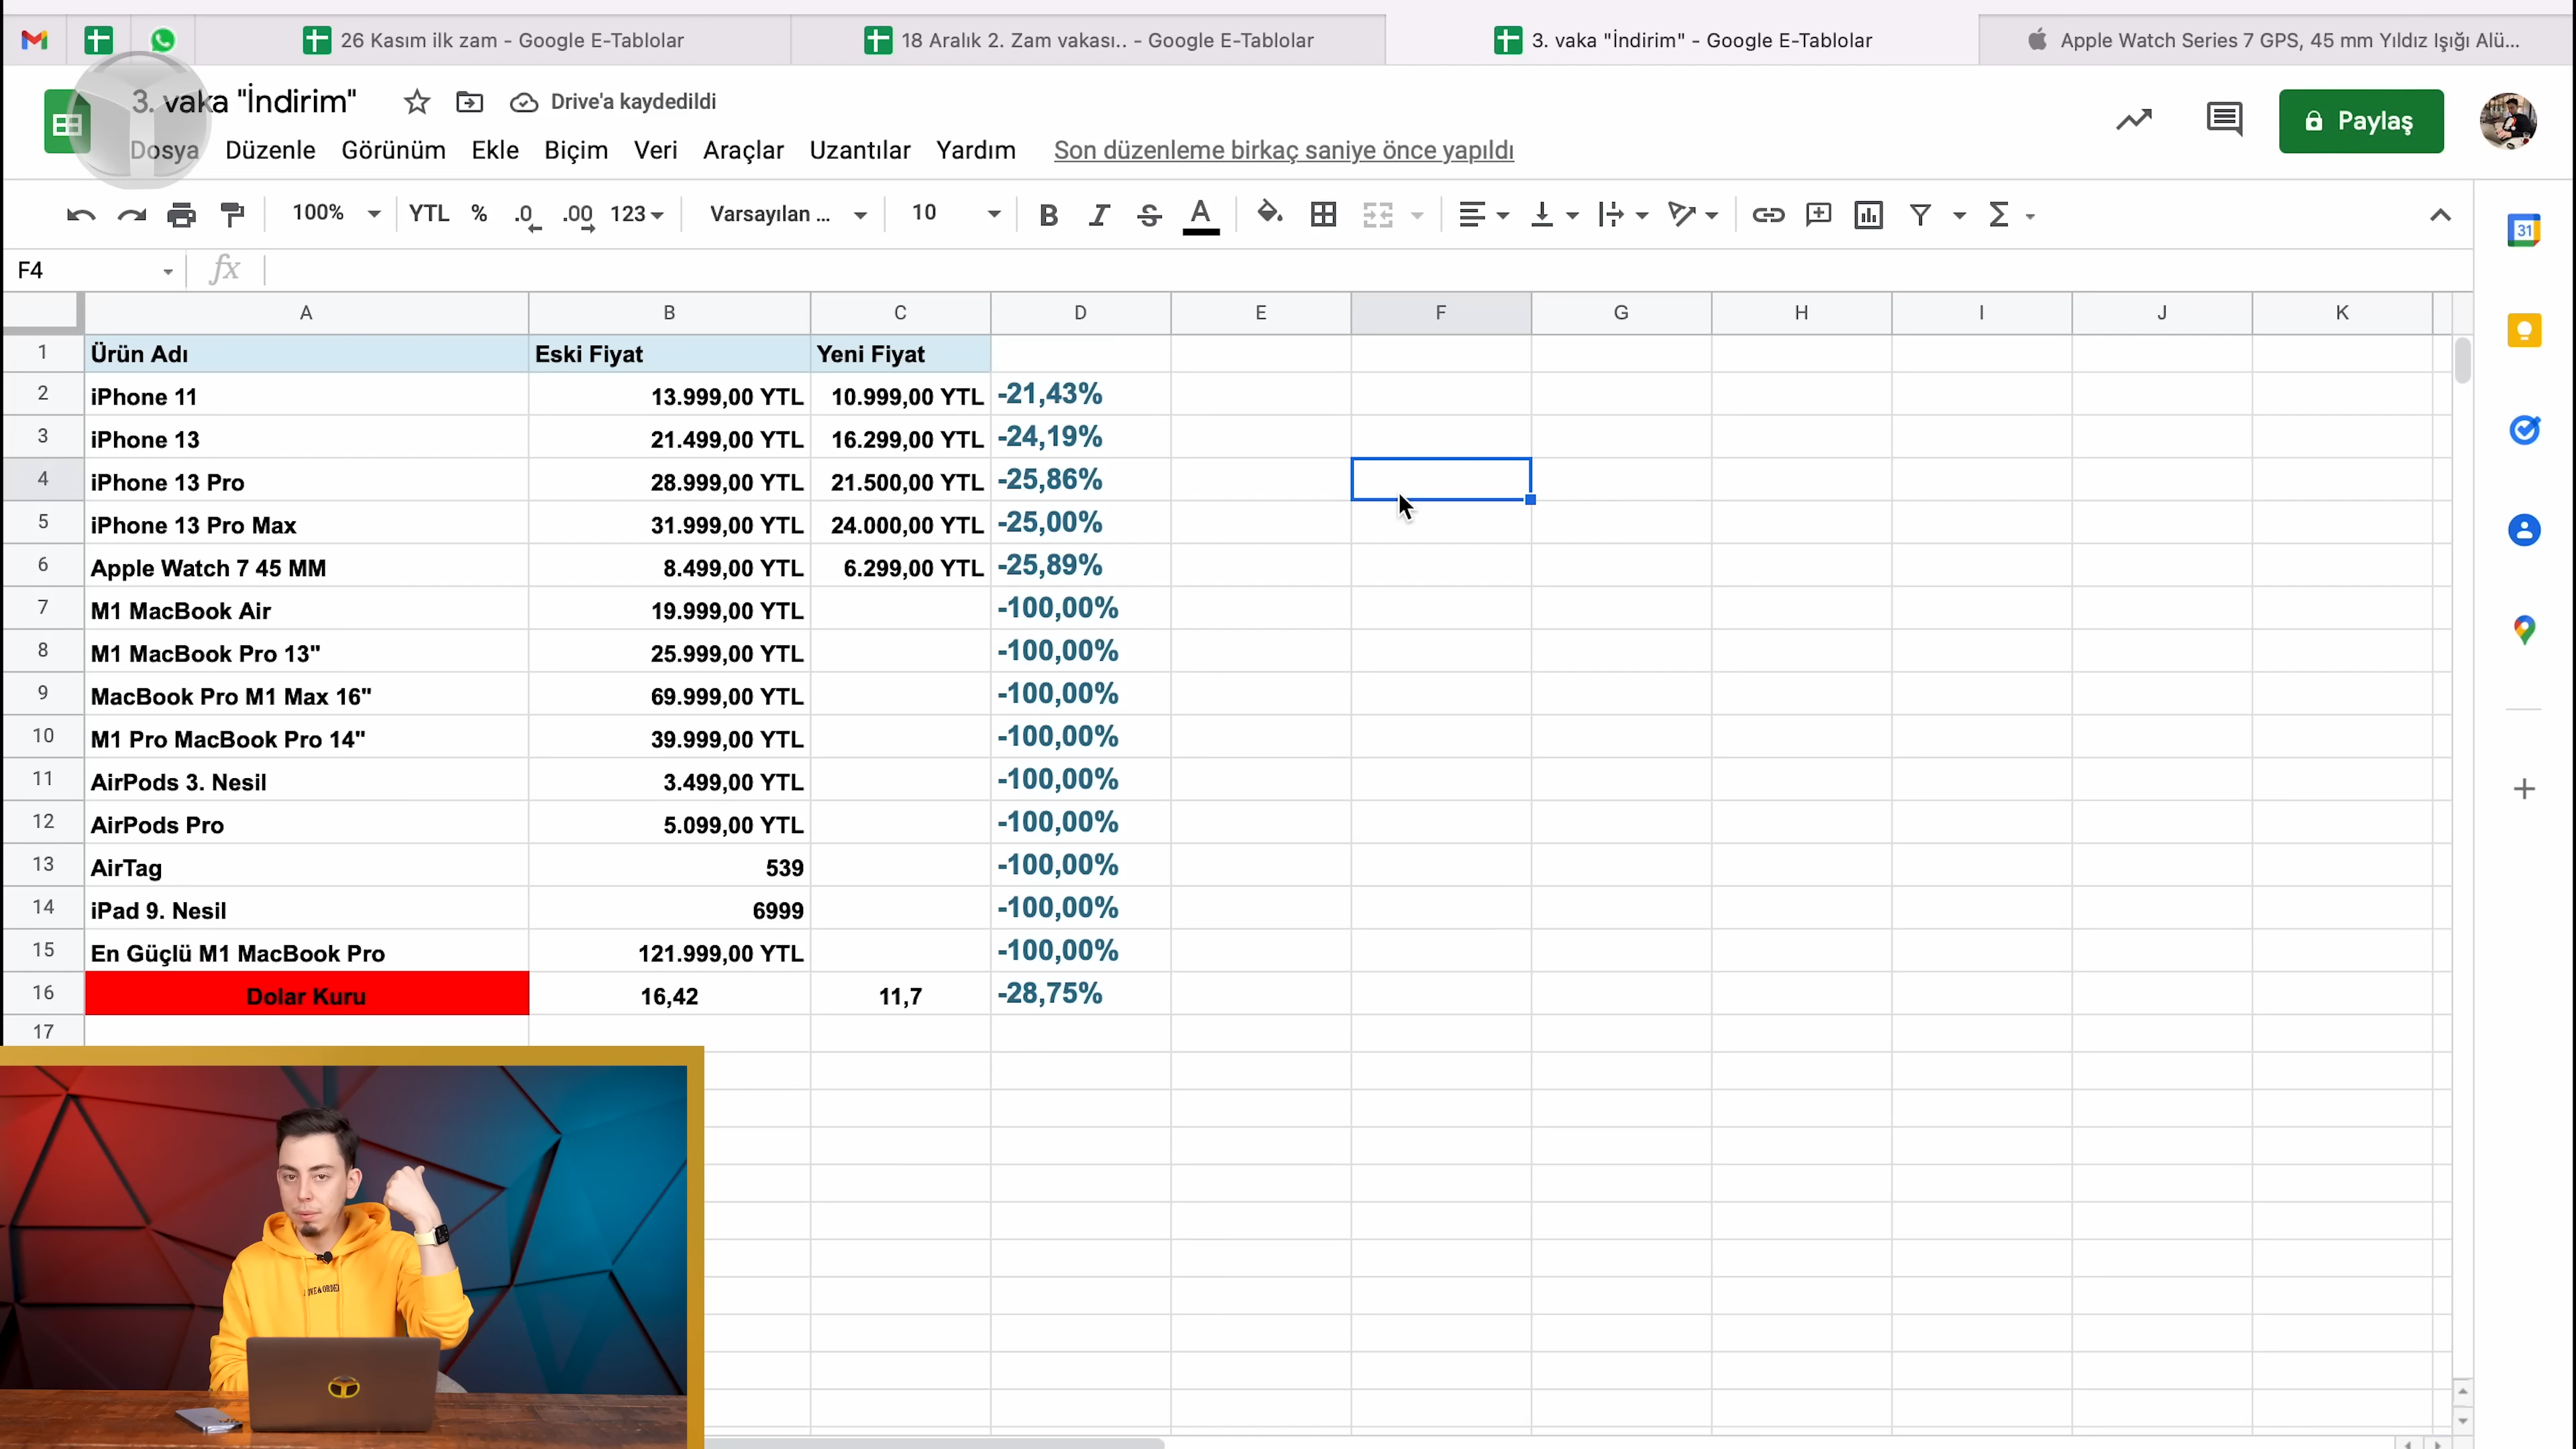 26 Kasım ilk zam - Google E-Tablolar
18 Aralık 2. Zam vakası.. - Google E-Tablolar
3. vaka "İndirim" - Google E-Tablolar
Apple Watch Series 7 GPS, 45 mm Yıldız Işığı Alü...
3. vaka "İndirim"
Drive'a kaydedildi
Dosya Düzenle Görünüm Ekle Biçim Veri Araçlar Uzantılar Yardım Son düzenleme birkaç saniye önce yapıldı
Paylaş
100% YTL % .0 .00 123 Varsayılan ... 10 B I S A
31
F4 fx
A B C D E F G H I J K
1 Ürün Adı Eski Fiyat Yeni Fiyat
2 iPhone 11 13.999,00 YTL 10.999,00 YTL -21,43%
3 iPhone 13 21.499,00 YTL 16.299,00 YTL -24,19%
4 iPhone 13 Pro 28.999,00 YTL 21.500,00 YTL -25,86%
5 iPhone 13 Pro Max 31.999,00 YTL 24.000,00 YTL -25,00%
6 Apple Watch 7 45 MM 8.499,00 YTL 6.299,00 YTL -25,89%
7 M1 MacBook Air 19.999,00 YTL -100,00%
8 M1 MacBook Pro 13" 25.999,00 YTL -100,00%
9 MacBook Pro M1 Max 16" 69.999,00 YTL -100,00%
10 M1 Pro MacBook Pro 14" 39.999,00 YTL -100,00%
11 AirPods 3. Nesil 3.499,00 YTL -100,00%
12 AirPods Pro 5.099,00 YTL -100,00%
13 AirTag 539 -100,00%
14 iPad 9. Nesil 6999 -100,00%
15 En Güçlü M1 MacBook Pro 121.999,00 YTL -100,00%
16 Dolar Kuru 16,42 11,7 -28,75%
17